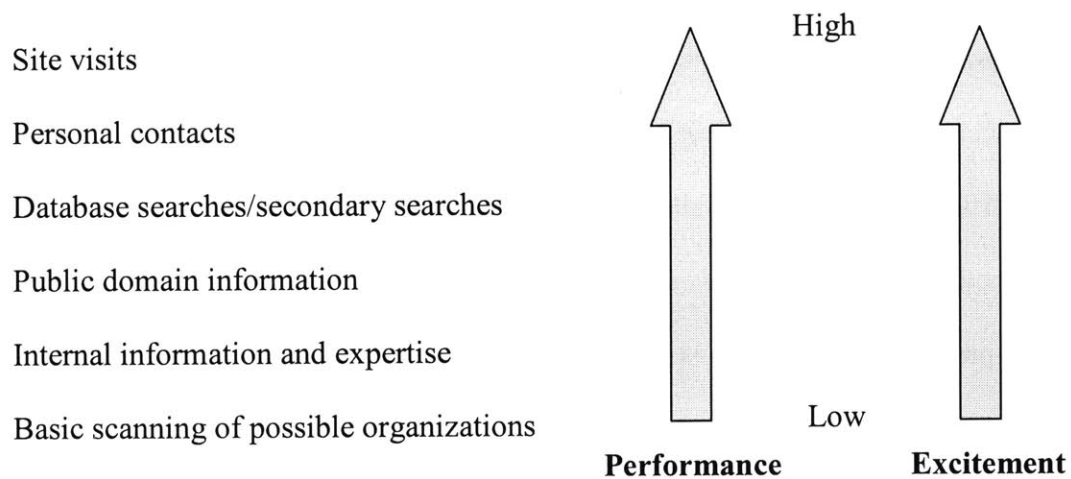 High
Site visits
Personal contacts
Database searches/secondary searches
Public domain information
Internal information and expertise
Low
Basic scanning of possible organizations
Performance
Excitement